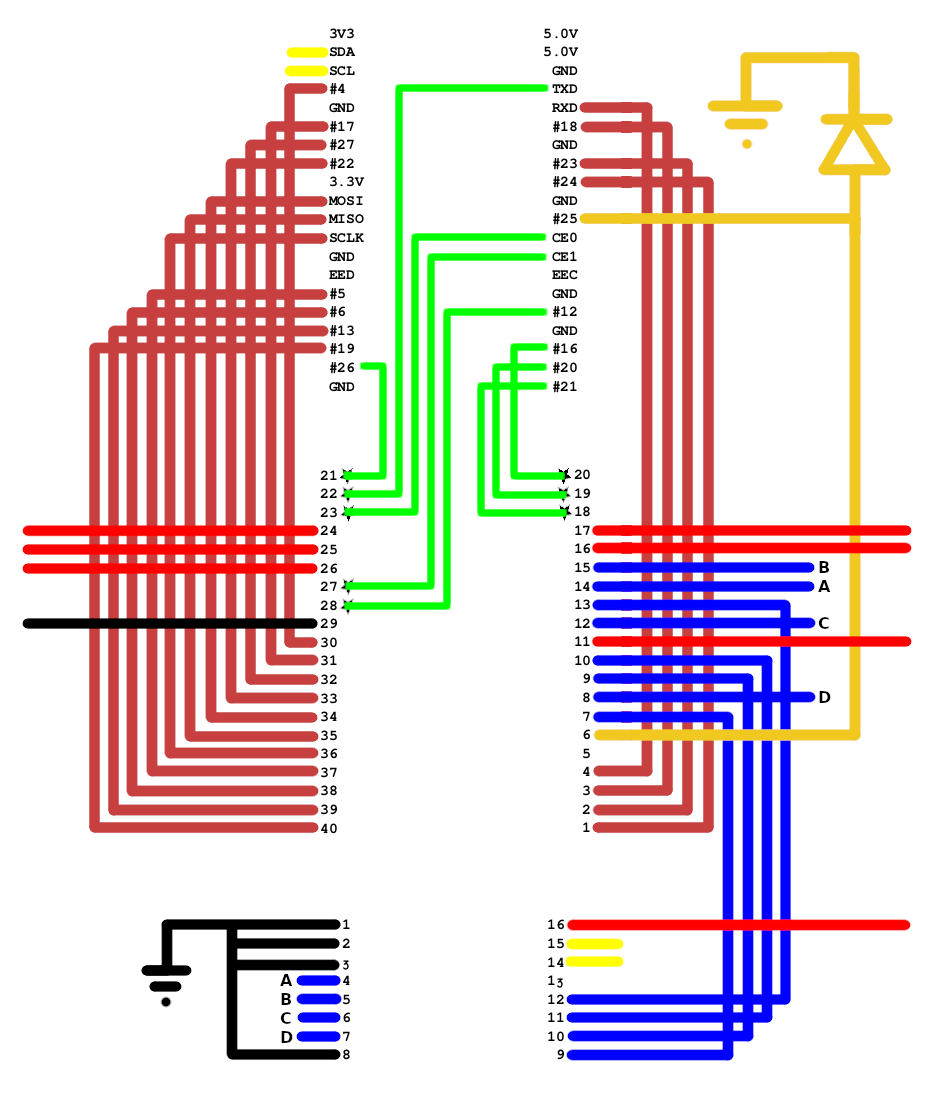 3V3 5.0V
SDA 5.0V
SCL GND
#4 TXD
GND RXD
#17 #18
#27 GND
#22 #23
3.3V #24
MOSI GND
MISO #25
SCLK CE0
GND CE1
EED EEC
#5 GND
#6 #12
#13 GND
#19 #16
#26 #20
GND #21
21 20
22 19
23 18
24 17
25 16
26 15 B
27 14 A
28 13
29 12 C
30 11
31 10
32 9
33 8 D
34 7
35 6
36 5
37 4
38 3
39 2
40 1
1 16
2 15
3 14
A 4 13
B 5 12
C 6 11
D 7 10
8 9